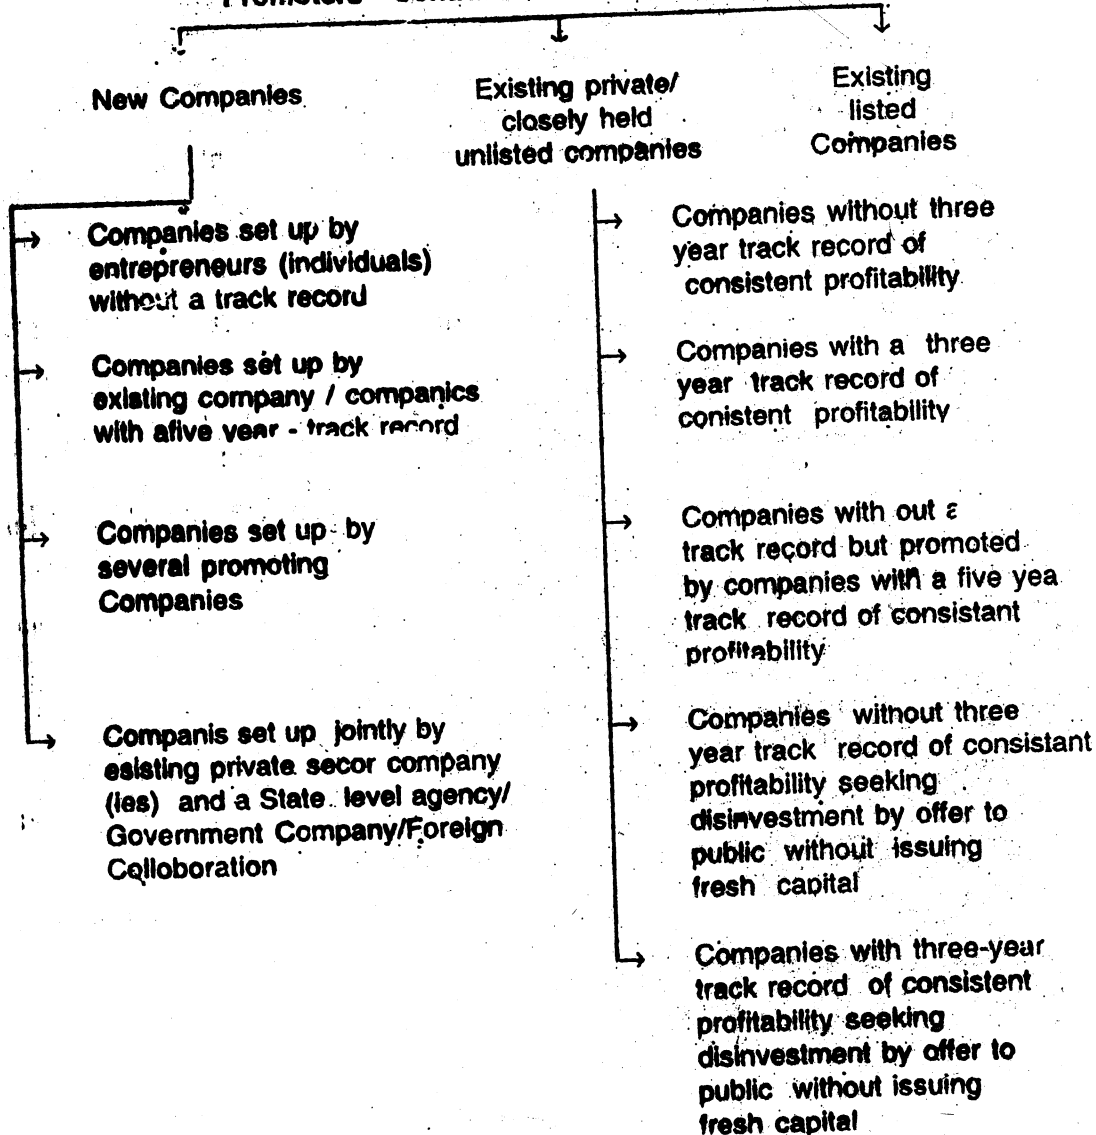 Promoters
New Companies
Existing private/
closely held
unlisted companies
Existing
listed
Companies
Companies set up by
entrepreneurs (individuals)
without a track record
Companies set up by
existing company / companics
with afive year - track record
Companies set up by
several promoting
Companies
Companis set up jointly by
esisting private secor company
(ies) and a State level agency/
Government Company/Foreign
Colloboration
Companies without three
year track record of
consistent profitability
Companies with a three
year track record of
conistent profitability
Companies with out a
track record but promoted
by companies with a five yea
track record of consistant
profitability
Companies without three
year track record of consistant
profitability seeking
disinvestment by offer to
public without issuing
fresh capital
Companies with three-year
track record of consistent
profitability seeking
disinvestment by offer to
public without issuing
fresh capital